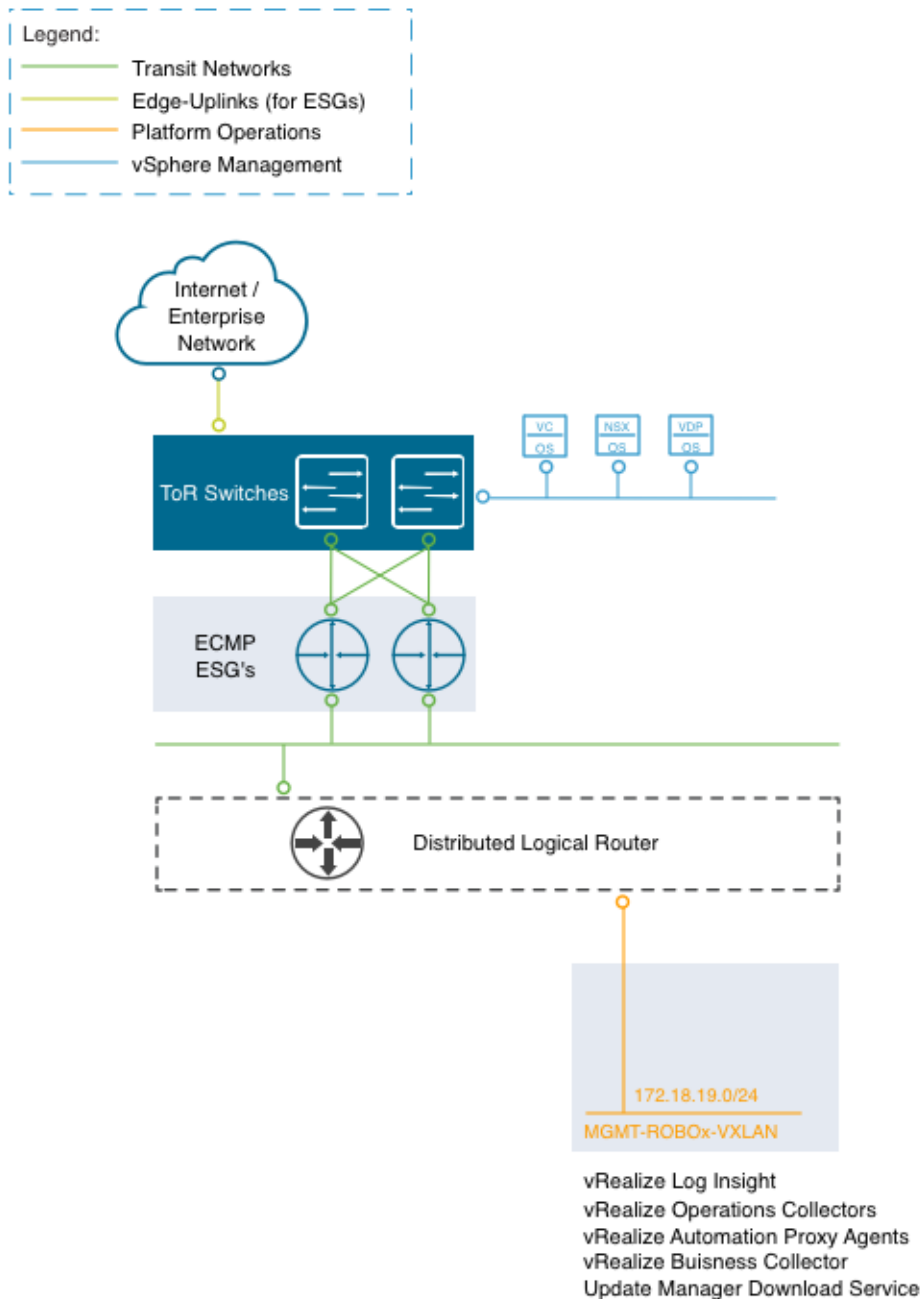 Legend:
Transit Networks
Edge-Uplinks (for ESGs)
Platform Operations
vSphere Management
Internet /
Enterprise
Network
VC
OS
NSX
OS
VDP
OS
ToR Switches
ECMP
ESG's
Distributed Logical Router
172.18.19.0/24
MGMT-ROBOx-VXLAN
vRealize Log Insight
vRealize Operations Collectors
vRealize Automation Proxy Agents
vRealize Buisness Collector
Update Manager Download Service